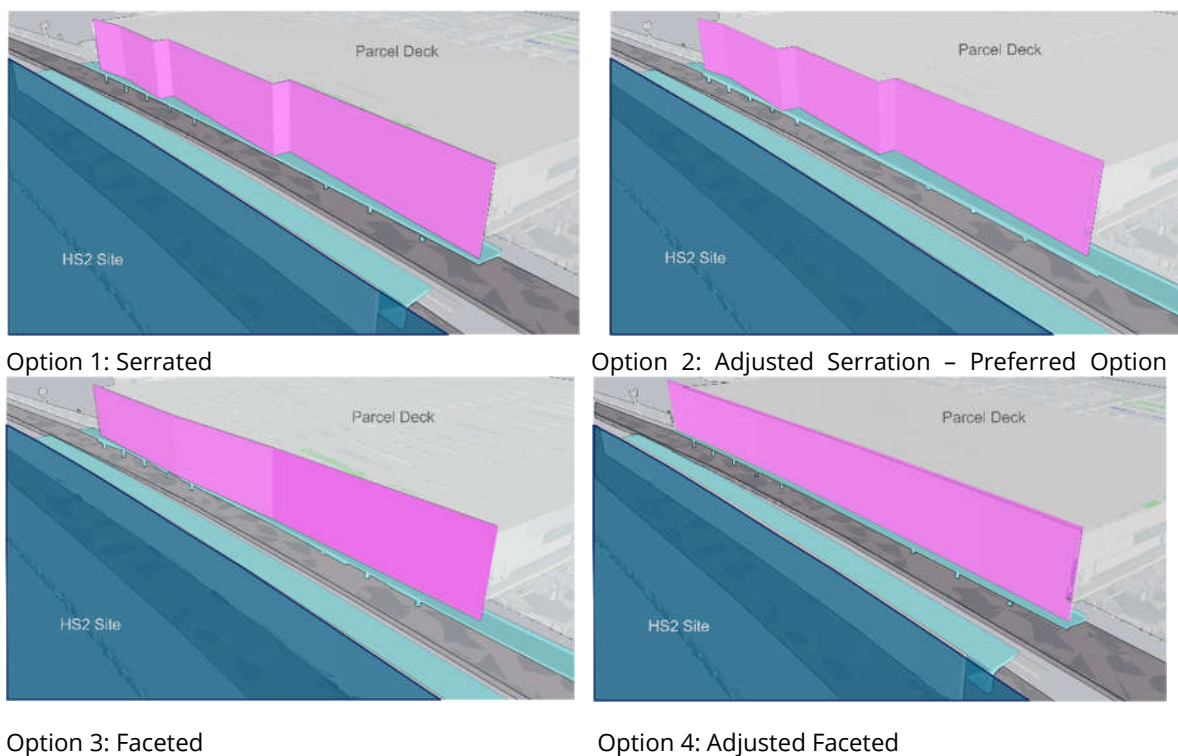 Parcel Deck
HS2 Site
Parcel Deck
HS2 Site
Option 1: Serrated
Option 2: Adjusted Serration – Preferred Option
Parcel Deck
HS2 Site
Parcel Deck
HS2 Site
Option 3: Faceted
Option 4: Adjusted Faceted